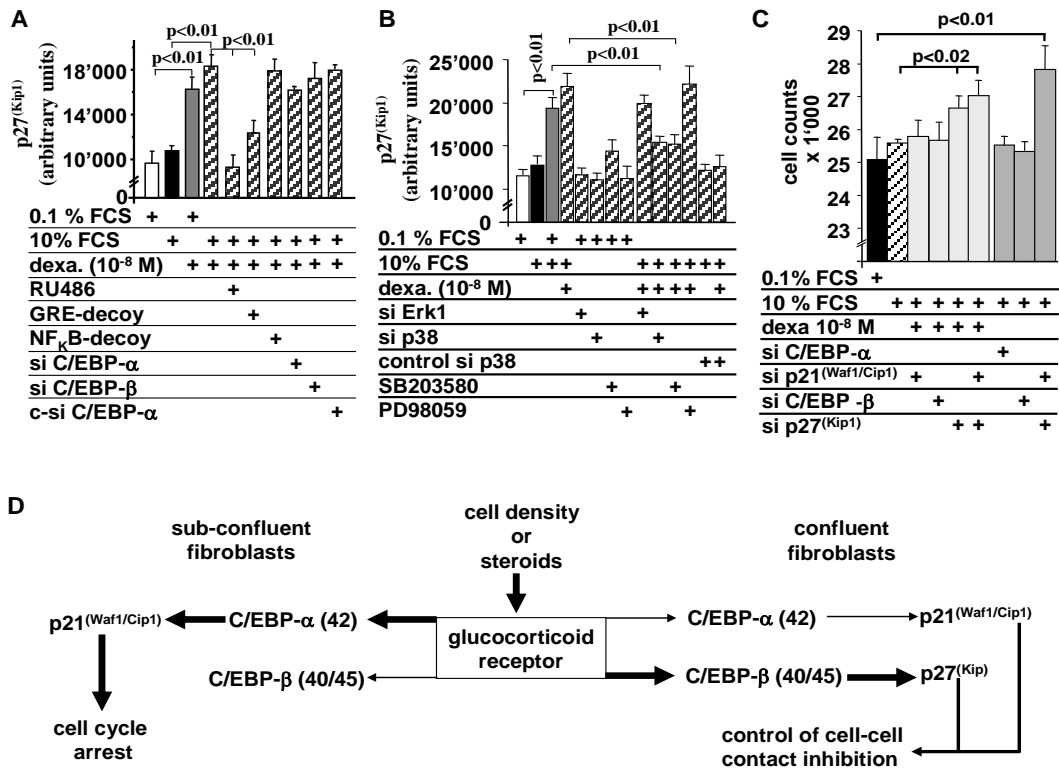 A
p<0.01
p<0.01
p<0.01
p27(Kip1)
(arbitrary units)
18’000
14’000
10’000
0
0.1 % FCS + +
10% FCS + + + + + + + +
dexa. (10-8 M) + + + + + + + +
RU486 +
GRE-decoy +
NFKB-decoy +
si C/EBP-α +
si C/EBP-β +
c-si C/EBP-α +
B
p<0.01
p<0.01
p<0.01
p<0.01
p27(Kip1)
(arbitrary units)
25’000
20’000
15’000
10’000
0
0.1 % FCS + + + + + +
10% FCS + + + + + + + + +
dexa. (10-8 M) + + + + + +
si Erk1 + +
si p38 + +
control si p38 + +
SB203580 + +
PD98059 + +
C
p<0.01
p<0.02
cell counts
x 1‘000
29
28
27
26
25
24
23
0.1% FCS +
10 % FCS + + + + + + + +
dexa 10-8 M + + + +
si C/EBP-α +
si p21(Waf1/Cip1) + + +
si C/EBP -β + +
si p27(Kip1) + + +
D
sub-confluent
fibroblasts
cell density
or
steroids
confluent
fibroblasts
p21(Waf1/Cip1)
C/EBP-α (42)
glucocorticoid
receptor
C/EBP-α (42)
p21(Waf1/Cip1)
C/EBP-β (40/45)
C/EBP-β (40/45)
p27(Kip)
cell cycle
arrest
control of cell-cell
contact inhibition